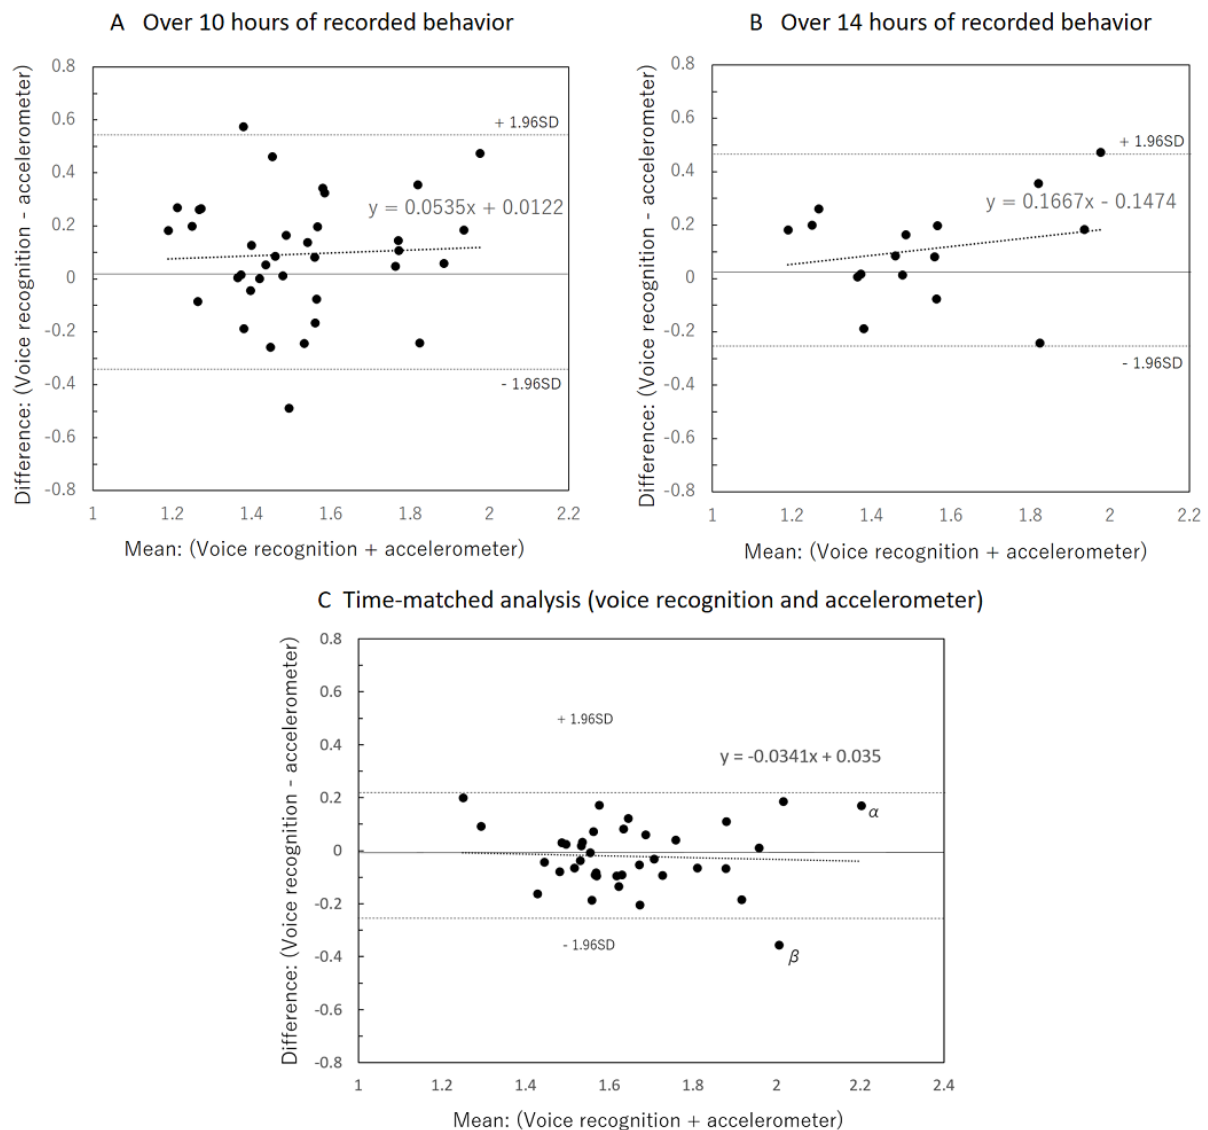 A Over 10 hours of recorded behavior
Difference: (Voice recognition - accelerometer)
0.8
0.6
0.4
0.2
0
-0.2
-0.4
-0.6
-0.8
+ 1.96SD
y = 0.0535x + 0.0122
- 1.96SD
1 1.2 1.4 1.6 1.8 2 2.2
Mean: (Voice recognition + accelerometer)
B Over 14 hours of recorded behavior
Difference: (Voice recognition - accelerometer)
0.8
0.6
0.4
0.2
0
-0.2
-0.4
-0.6
-0.8
+ 1.96SD
y = 0.1667x - 0.1474
- 1.96SD
1 1.2 1.4 1.6 1.8 2 2.2
Mean: (Voice recognition + accelerometer)
C Time-matched analysis (voice recognition and accelerometer)
Difference: (Voice recognition - accelerometer)
0.8
0.6
0.4
0.2
0
-0.2
-0.4
-0.6
-0.8
+ 1.96SD
y = -0.0341x + 0.035
α
- 1.96SD
β
1 1.2 1.4 1.6 1.8 2 2.2 2.4
Mean: (Voice recognition + accelerometer)